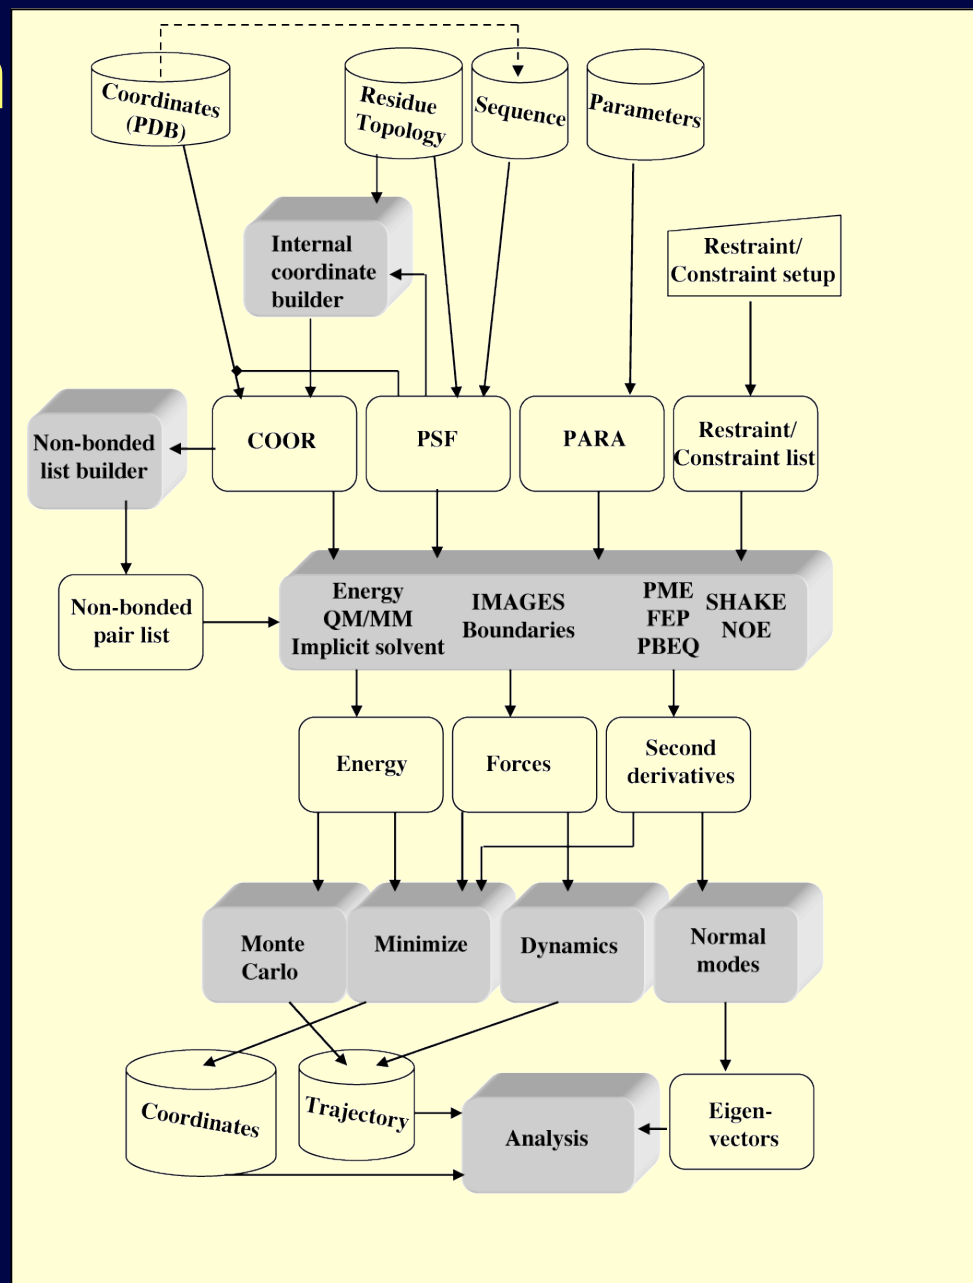 Coordinates
(PDB)
Residue
Topology
Sequence
Parameters
Internal
coordinate
builder
Restraint/
Constraint setup
Non-bonded
list builder
COOR
PSF
PARA
Restraint/
Constraint list
Non-bonded
pair list
Energy
QM/MM
Implicit solvent
IMAGES
Boundaries
PME
FEP
PBEQ
SHAKE
NOE
Energy
Forces
Second
derivatives
Monte
Carlo
Minimize
Dynamics
Normal
modes
Coordinates
Trajectory
Analysis
Eigen-
vectors